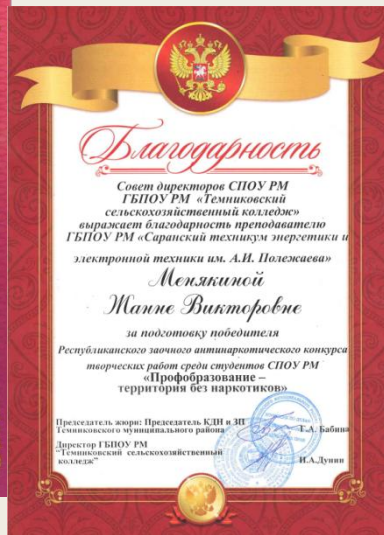 Благодарность
Совет директоров СПОУ РМ
ГБПОУ РМ «Темниковский
сельскохозяйственный колледж»
выражает благодарность преподавателю
ГБПОУ РМ «Саранский техникум энергетики и
электронной техники им. А.И. Полежаева»
Менякиной
Жанне Викторовне
за подготовку победителя
Республиканского заочного антинаркотического конкурса
творческих работ среди студентов СПОУ РМ
«Профобразование –
территория без наркотиков»
Председатель жюри: Председатель КДН и ЗП
Темниковского муниципального района Т.А. Бабина
Директор ГБПОУ РМ
"Темниковский сельскохозяйственный
колледж" И.А.Дунин